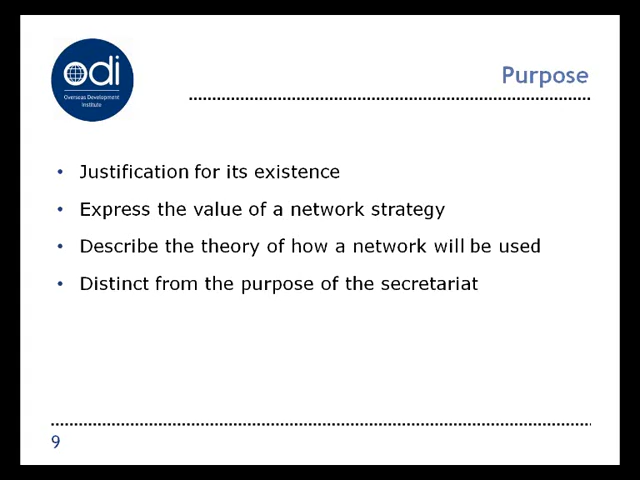 odi
Overseas Development
Institute
Purpose
• Justification for its existence
• Express the value of a network strategy
• Describe the theory of how a network will be used
• Distinct from the purpose of the secretariat
9